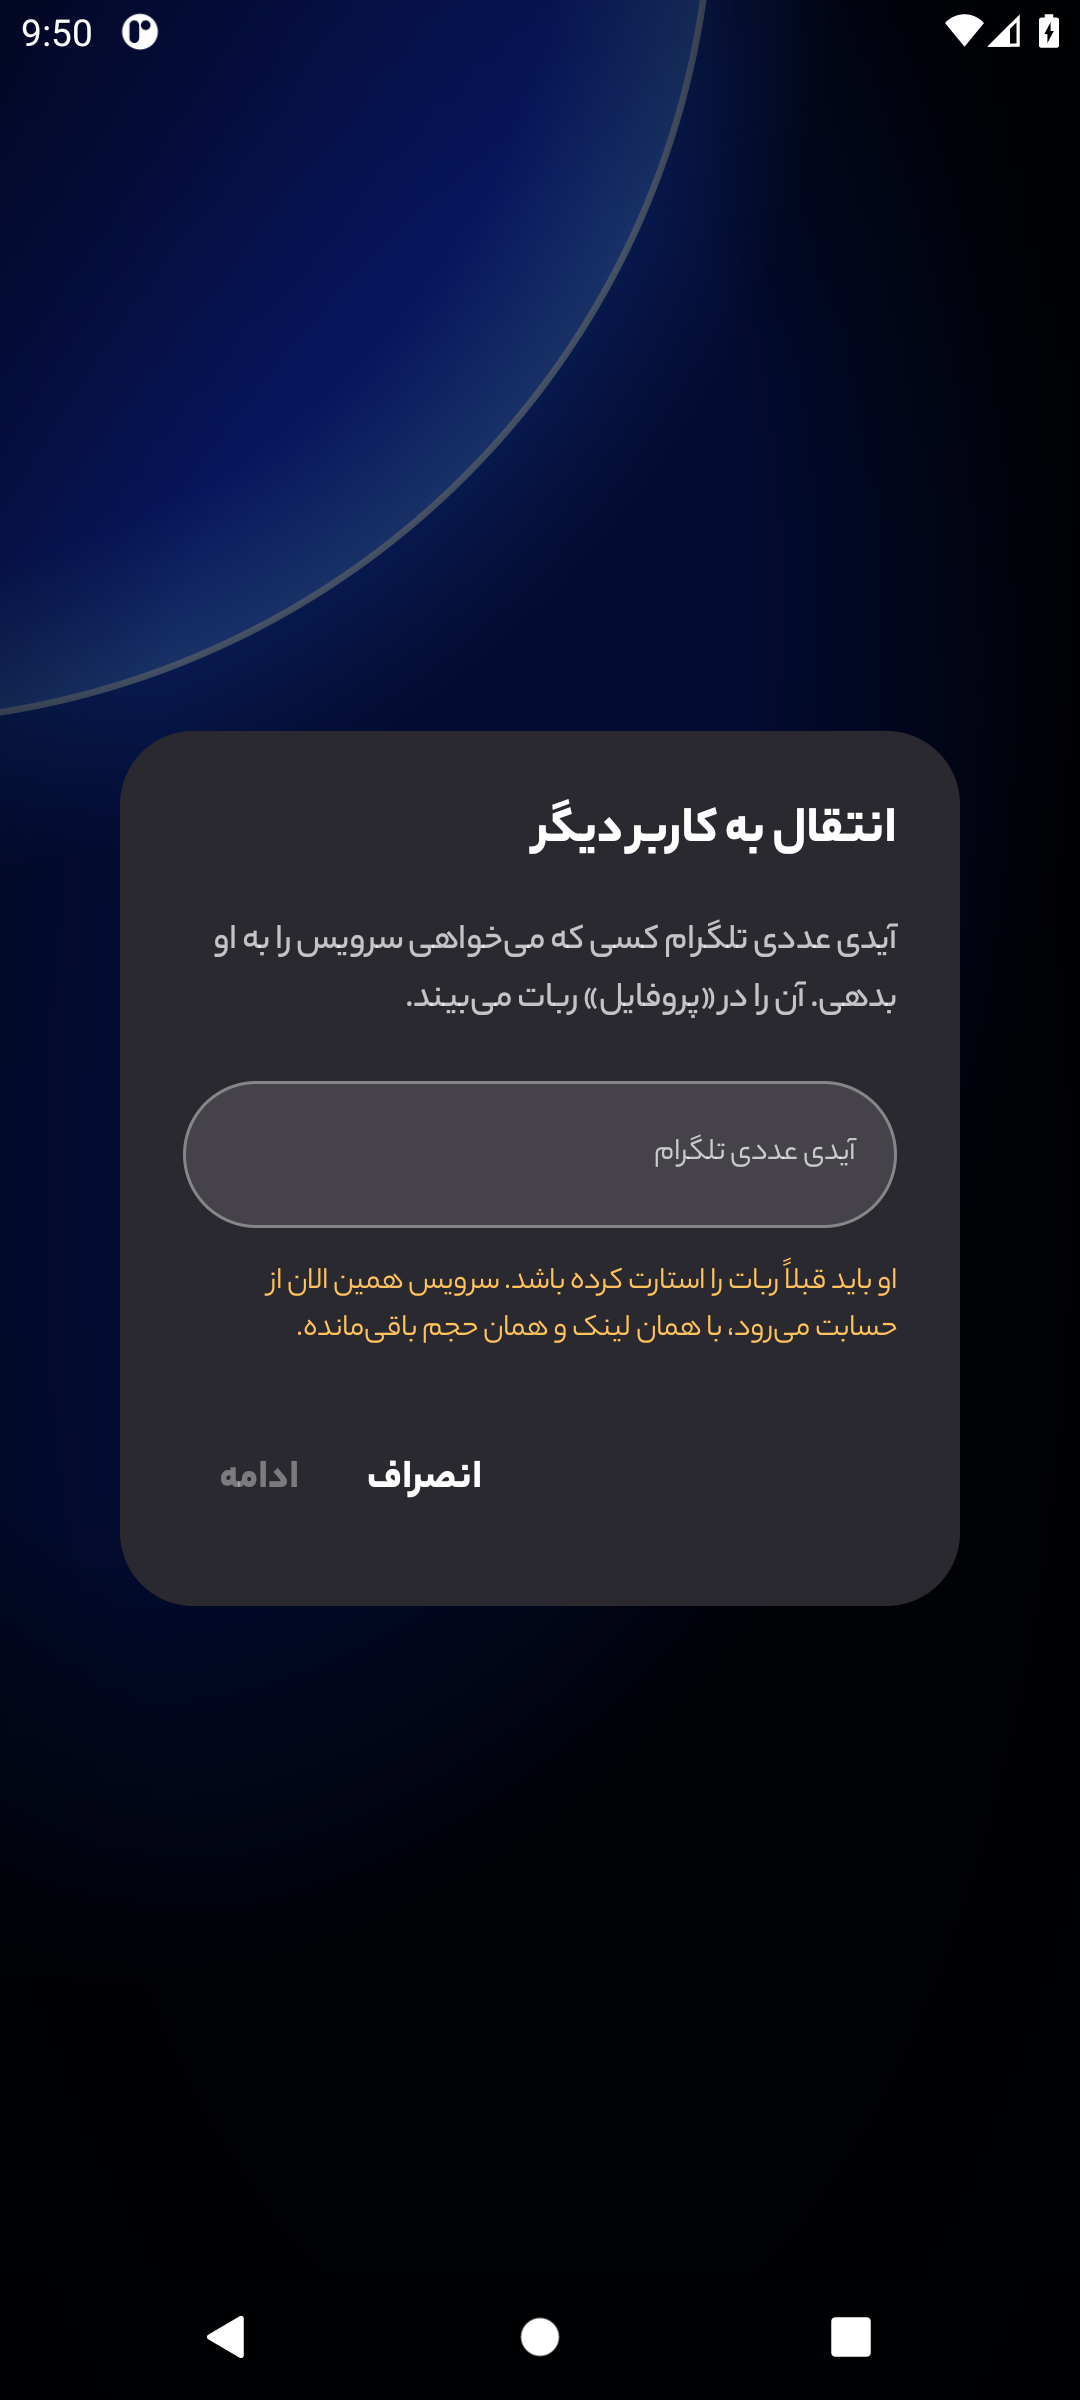 9:50
انتقال به کاربر دیگر
آیدی عددی تلگرام کسی که می‌خواهی سرویس را به او
بدهی. آن را در «پروفایل» ربات می‌بیند.
آیدی عددی تلگرام
او باید قبلاً ربات را استارت کرده باشد. سرویس همین الان از
حسابت می‌رود، با همان لینک و همان حجم باقی‌مانده.
انصراف
ادامه